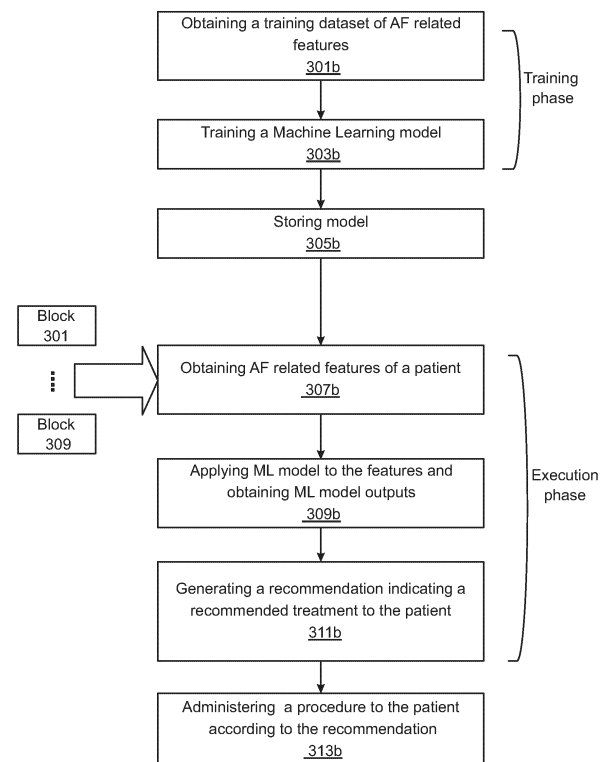 Obtaining a training dataset of AF related
features
301b
Training
phase
Training a Machine Learning model
303b
Storing model
305b
Block
301
Block
309
Obtaining AF related features of a patient
307b
Applying ML model to the features and
obtaining ML model outputs
309b
Execution
phase
Generating a recommendation indicating a
recommended treatment to the patient
311b
Administering a procedure to the patient
according to the recommendation
313b